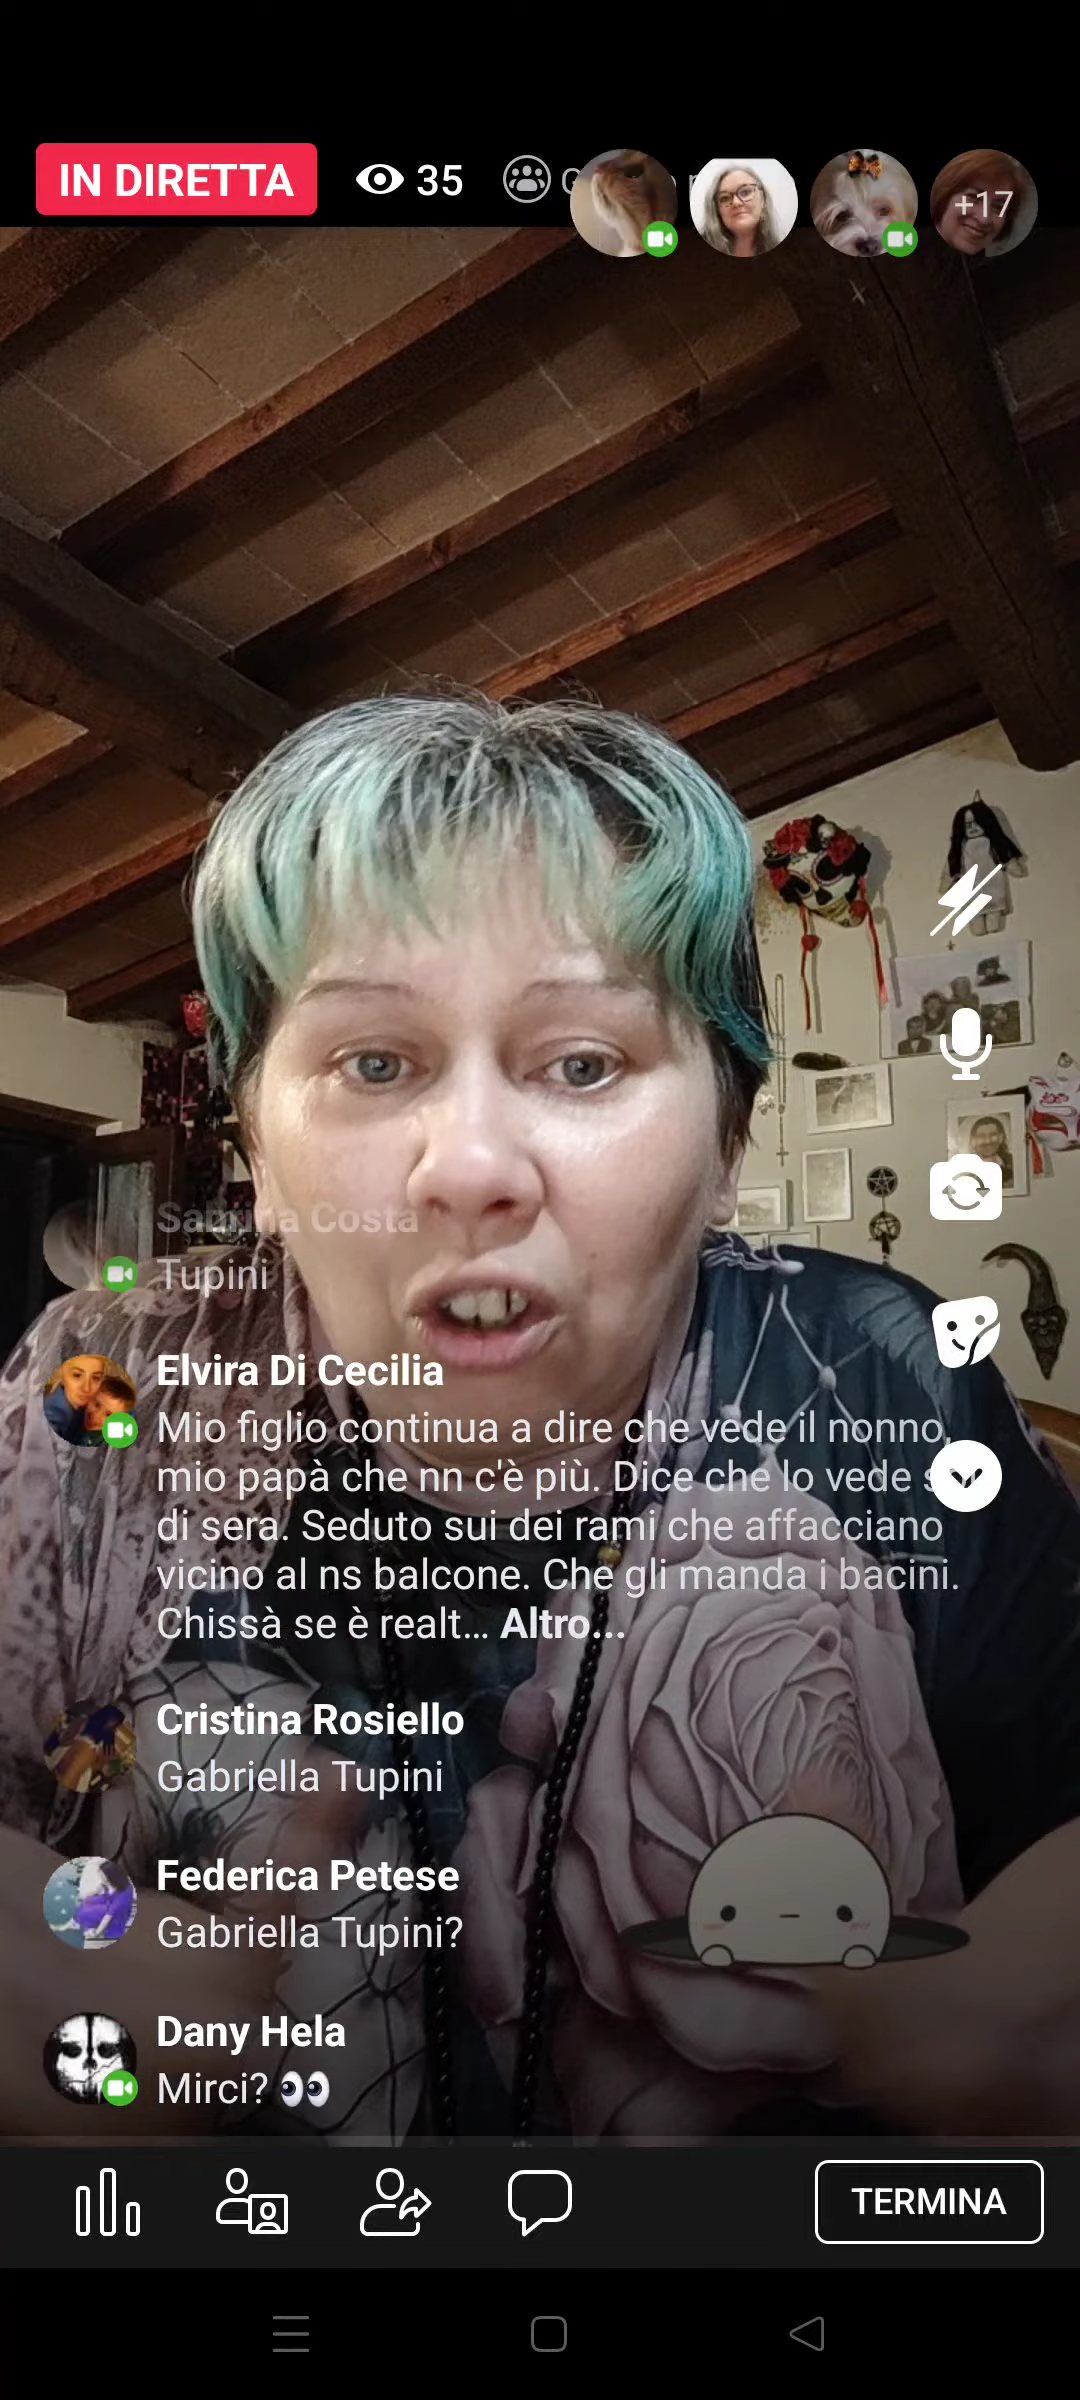 IN DIRETTA
35
+17
Sabrina Costa
Tupini
Elvira Di Cecilia
Mio figlio continua a dire che vede il nonno,
mio papà che nn c'è più. Dice che lo vede
di sera. Seduto sui dei rami che affacciano
vicino al ns balcone. Che gli manda i bacini.
Chissà se è realt... Altro...
Cristina Rosiello
Gabriella Tupini
Federica Petese
Gabriella Tupini?
Dany Hela
Mirci? 👀
TERMINA